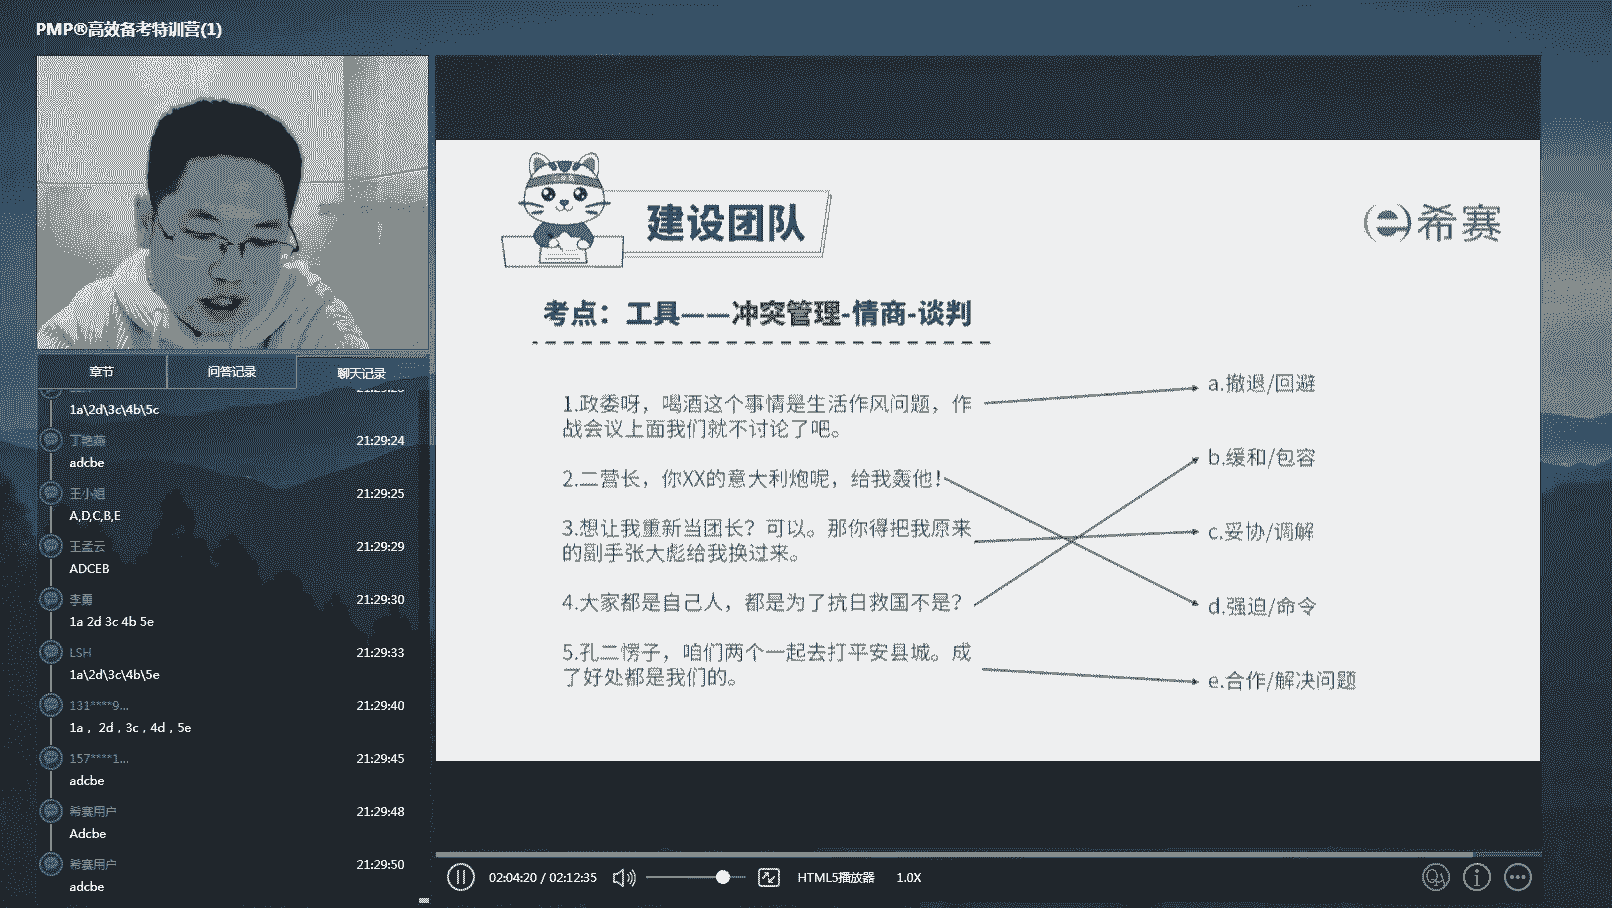 PMP®高效备考特训营(1)
章节
问答记录
聊天记录
1a\2d\3c\4b\5c
丁艳燕
21:29:24
adcbe
王小姐
21:29:25
A,D,C,B,E
王孟云
21:29:29
ADCEB
李勇
21:29:30
1a 2d 3c 4b 5e
LSH
21:29:33
1a\2d\3c\4b\5e
131****9...
21:29:40
1a， 2d，3c，4d，5e
157****1...
21:29:45
adcbe
希赛用户
21:29:48
Adcbe
希赛用户
21:29:50
adcbe
建设团队
希赛
考点：工具——冲突管理-情商-谈判
1.政委呀，喝酒这个事情是生活作风问题，作
战会议上面我们就不讨论了吧。
2.二营长，你XX的意大利炮呢，给我轰他！
3.想让我重新当团长？可以。那你得把我原来
的副手张大彪给我换过来。
4.大家都是自己人，都是为了抗日救国不是？
5.孔二愣子，咱们两个一起去打平安县城。成
了好处都是我们的。
a.撤退/回避
b.缓和/包容
c.妥协/调解
d.强迫/命令
e.合作/解决问题
02:04:20 / 02:12:35
HTML5播放器
1.0X